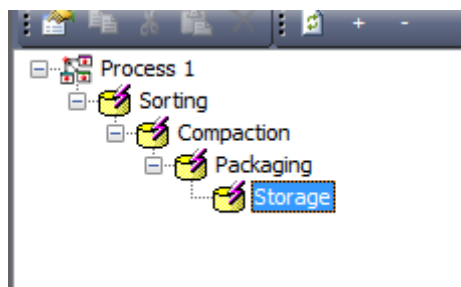 + -
Process 1
Sorting
Compaction
Packaging
Storage